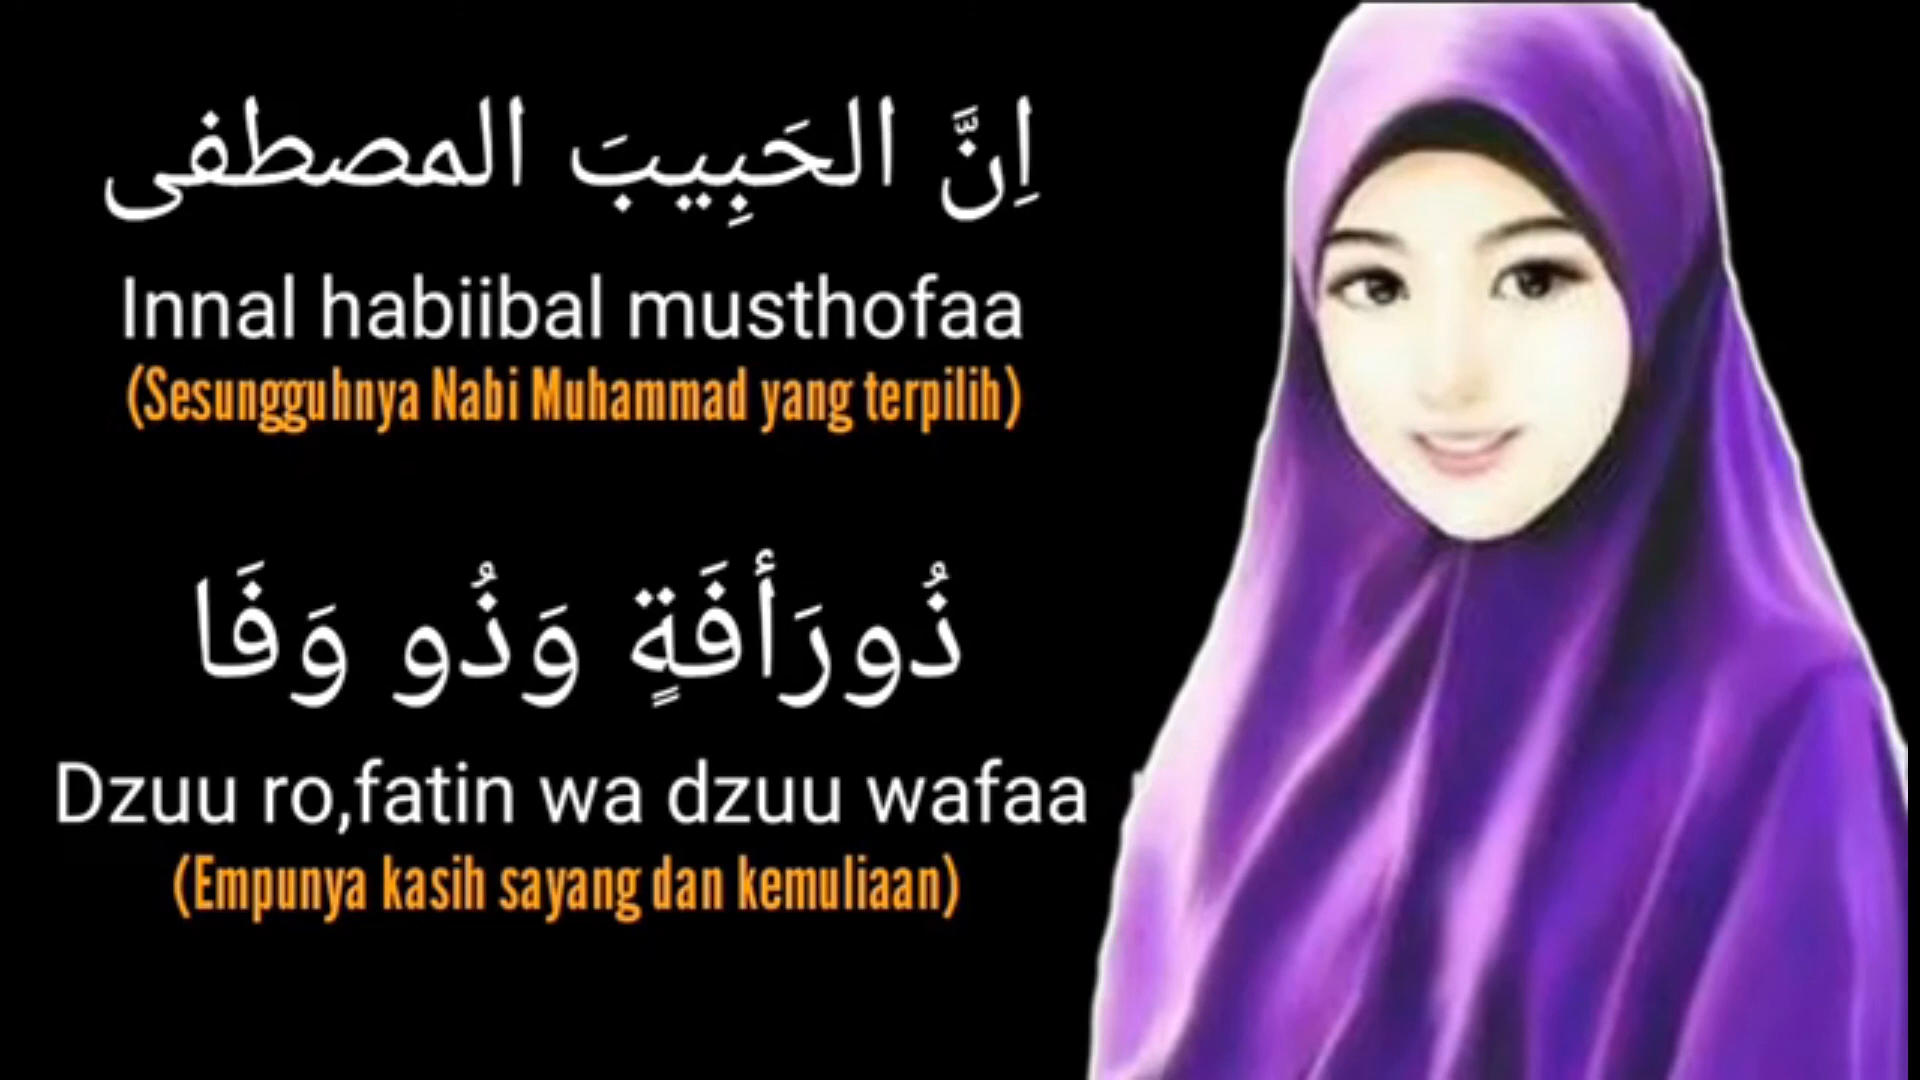 اِنَّ الحَبِيبَ المصطفى
Innal habiibal musthofaa
(Sesungguhnya Nabi Muhammad yang terpilih)
ذُورَأفَةٍ وَذُو وَفَا
Dzuu ro,fatin wa dzuu wafaa
(Empunya kasih sayang dan kemuliaan)